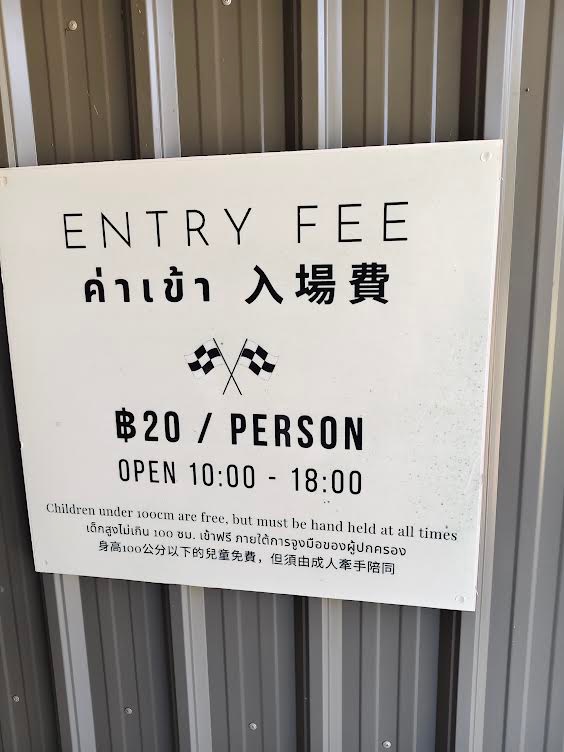 ENTRY FEE
ค่าเข้า 入場費
฿20 / PERSON
OPEN 10:00 - 18:00
Children under 100cm are free, but must be hand held at all times
เด็กสูงไม่เกิน 100 ซม. เข้าฟรี ภายใต้การจูงมือของผู้ปกครอง
身高100公分以下的兒童免費，但須由成人牽手陪同